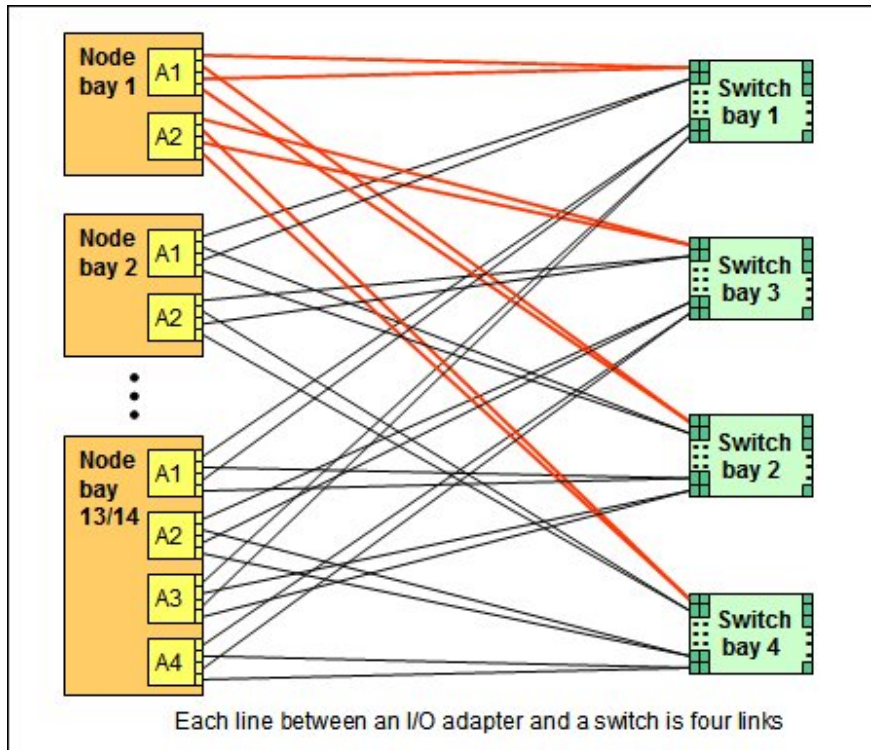 Node
bay 1
A1
A2
Node
bay 2
A1
A2
Node
bay
13/14
A1
A2
A3
A4
Switch
bay 1
Switch
bay 3
Switch
bay 2
Switch
bay 4
Each line between an I/O adapter and a switch is four links